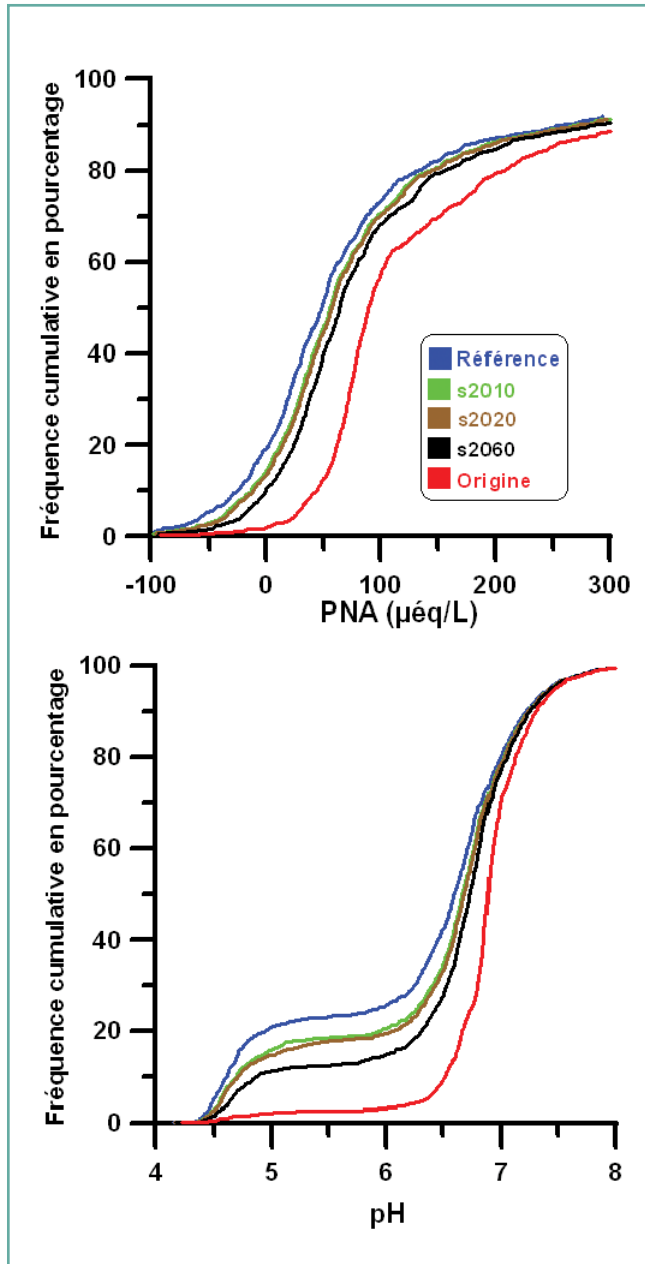 Fréquence cumulative en pourcentage
100
80
60
40
20
0
-100 0 100 200 300
PNA (µéq/L)
Référence
s2010
s2020
s2060
Origine
Fréquence cumulative en pourcentage
100
80
60
40
20
0
4 5 6 7 8
pH